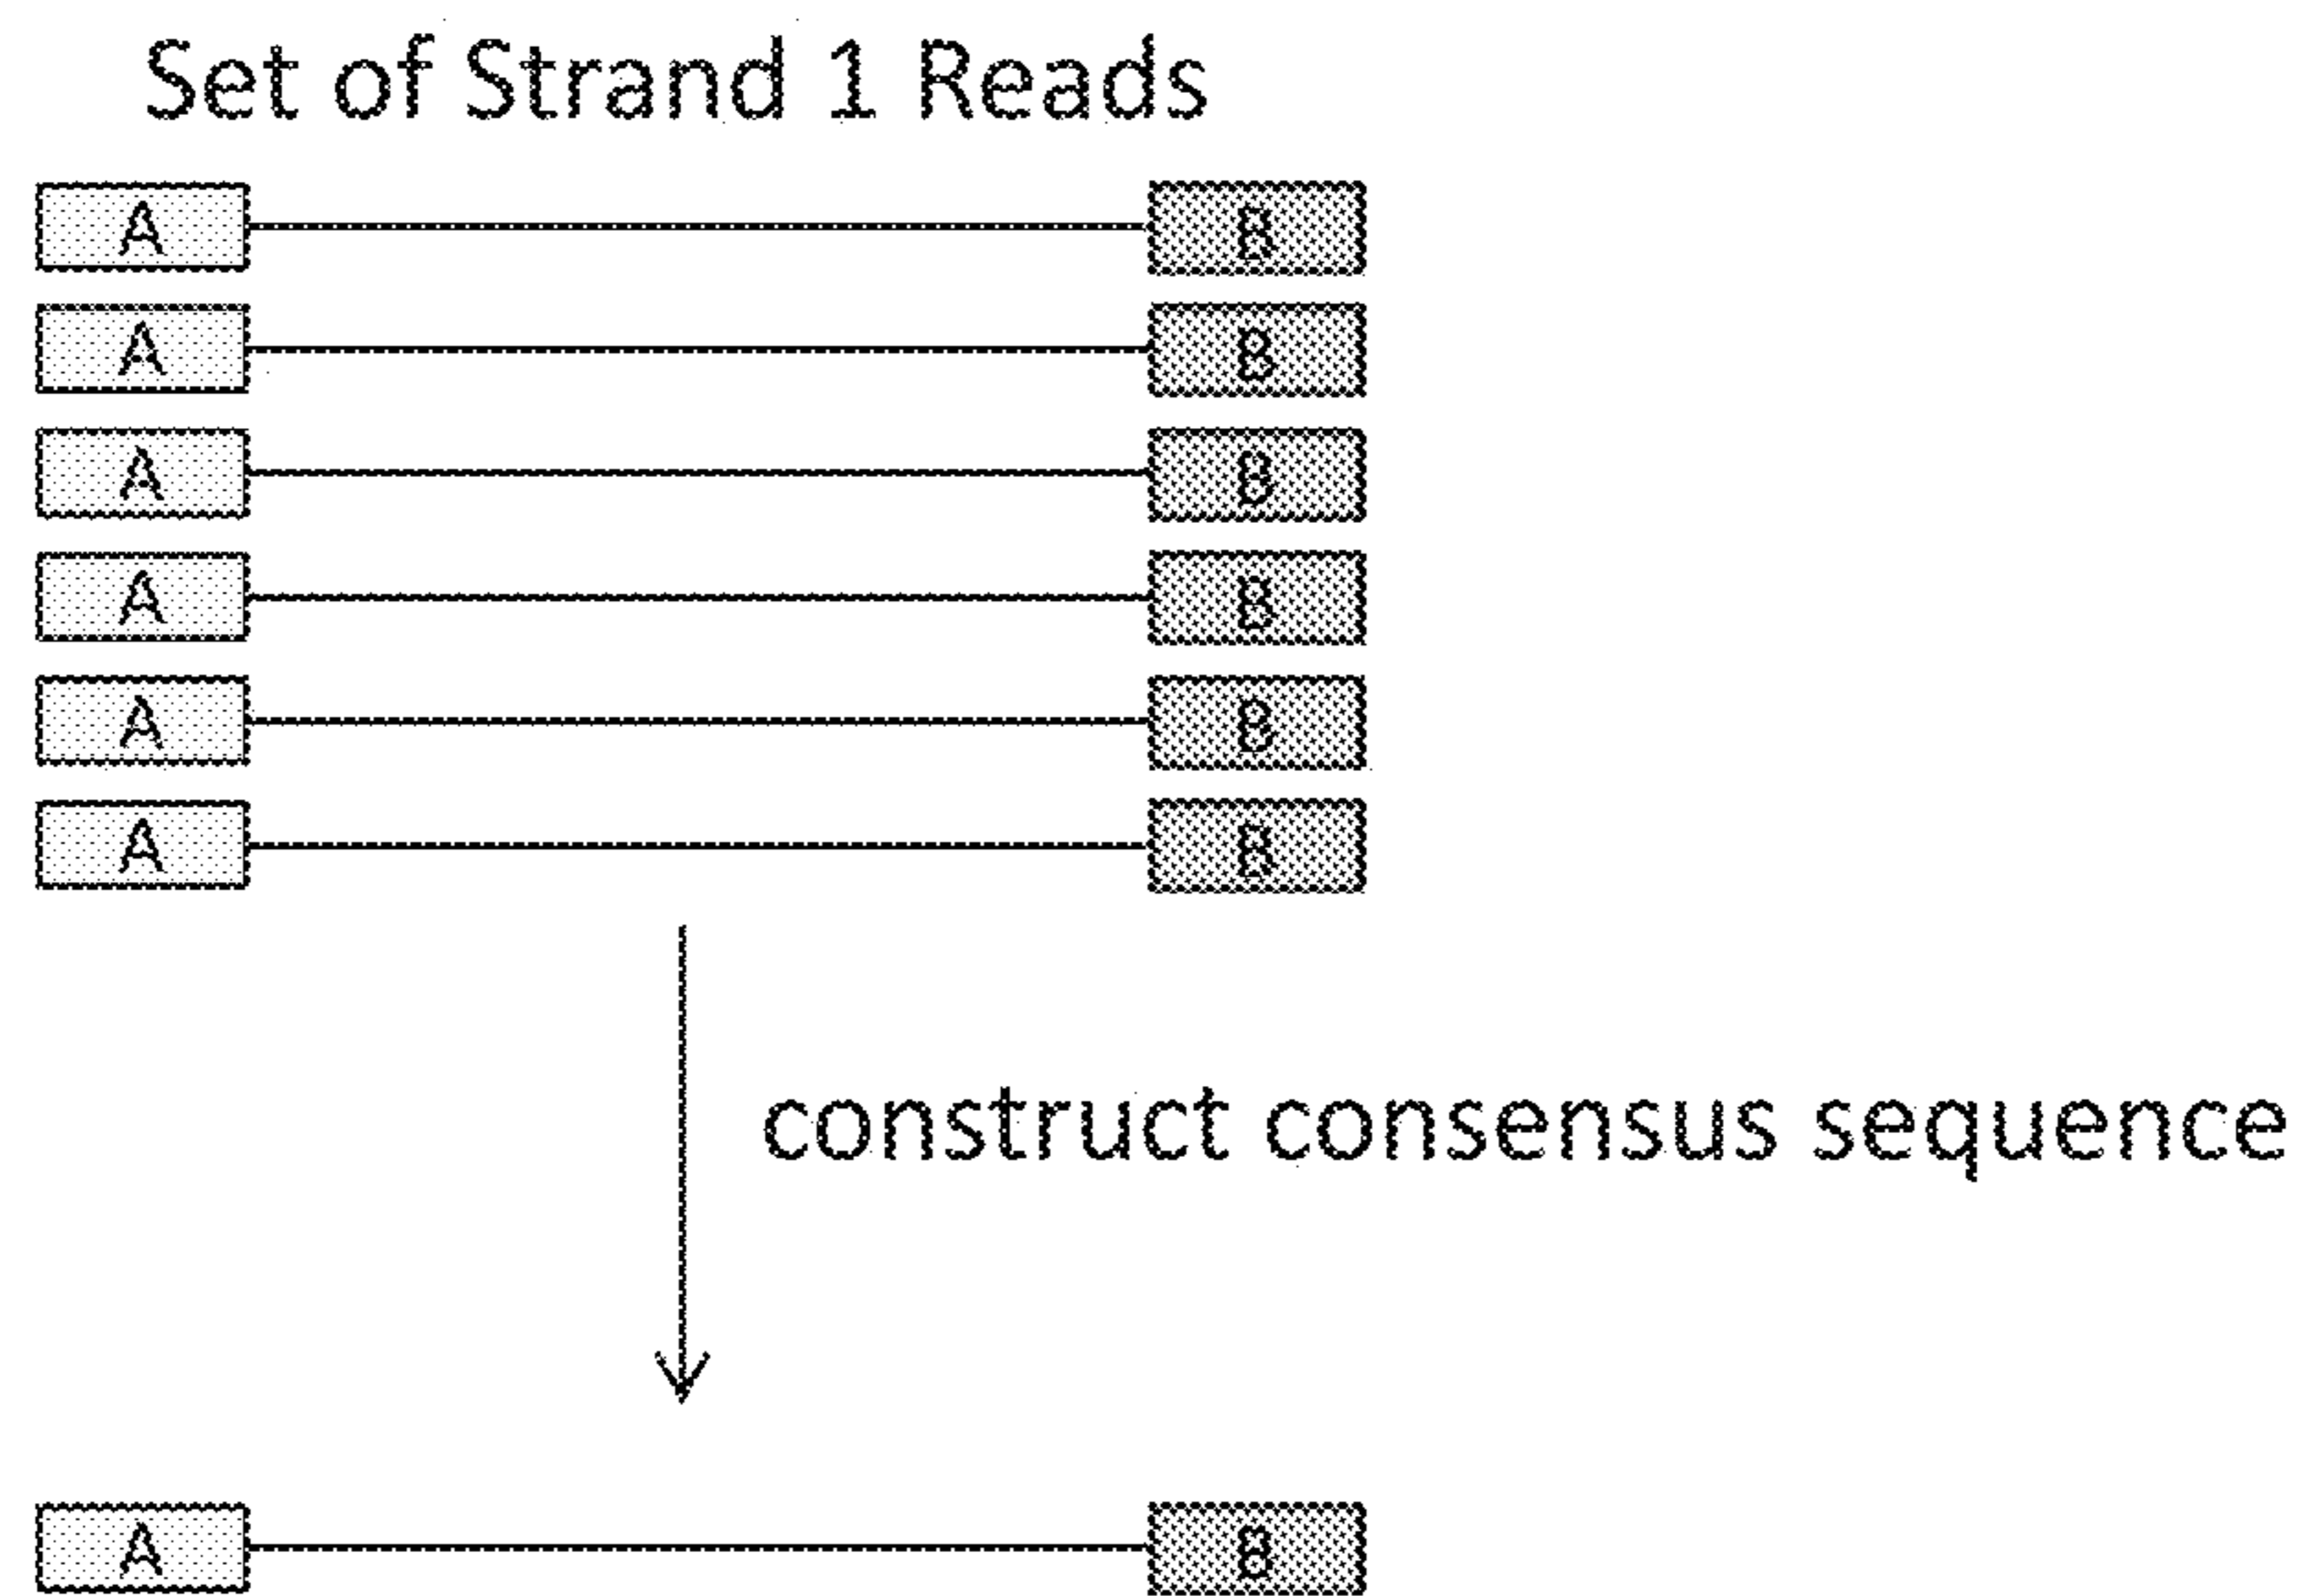 Set of Strand 1 Reads
A B
A B
A B
A B
A B
A B
construct consensus sequence
A B